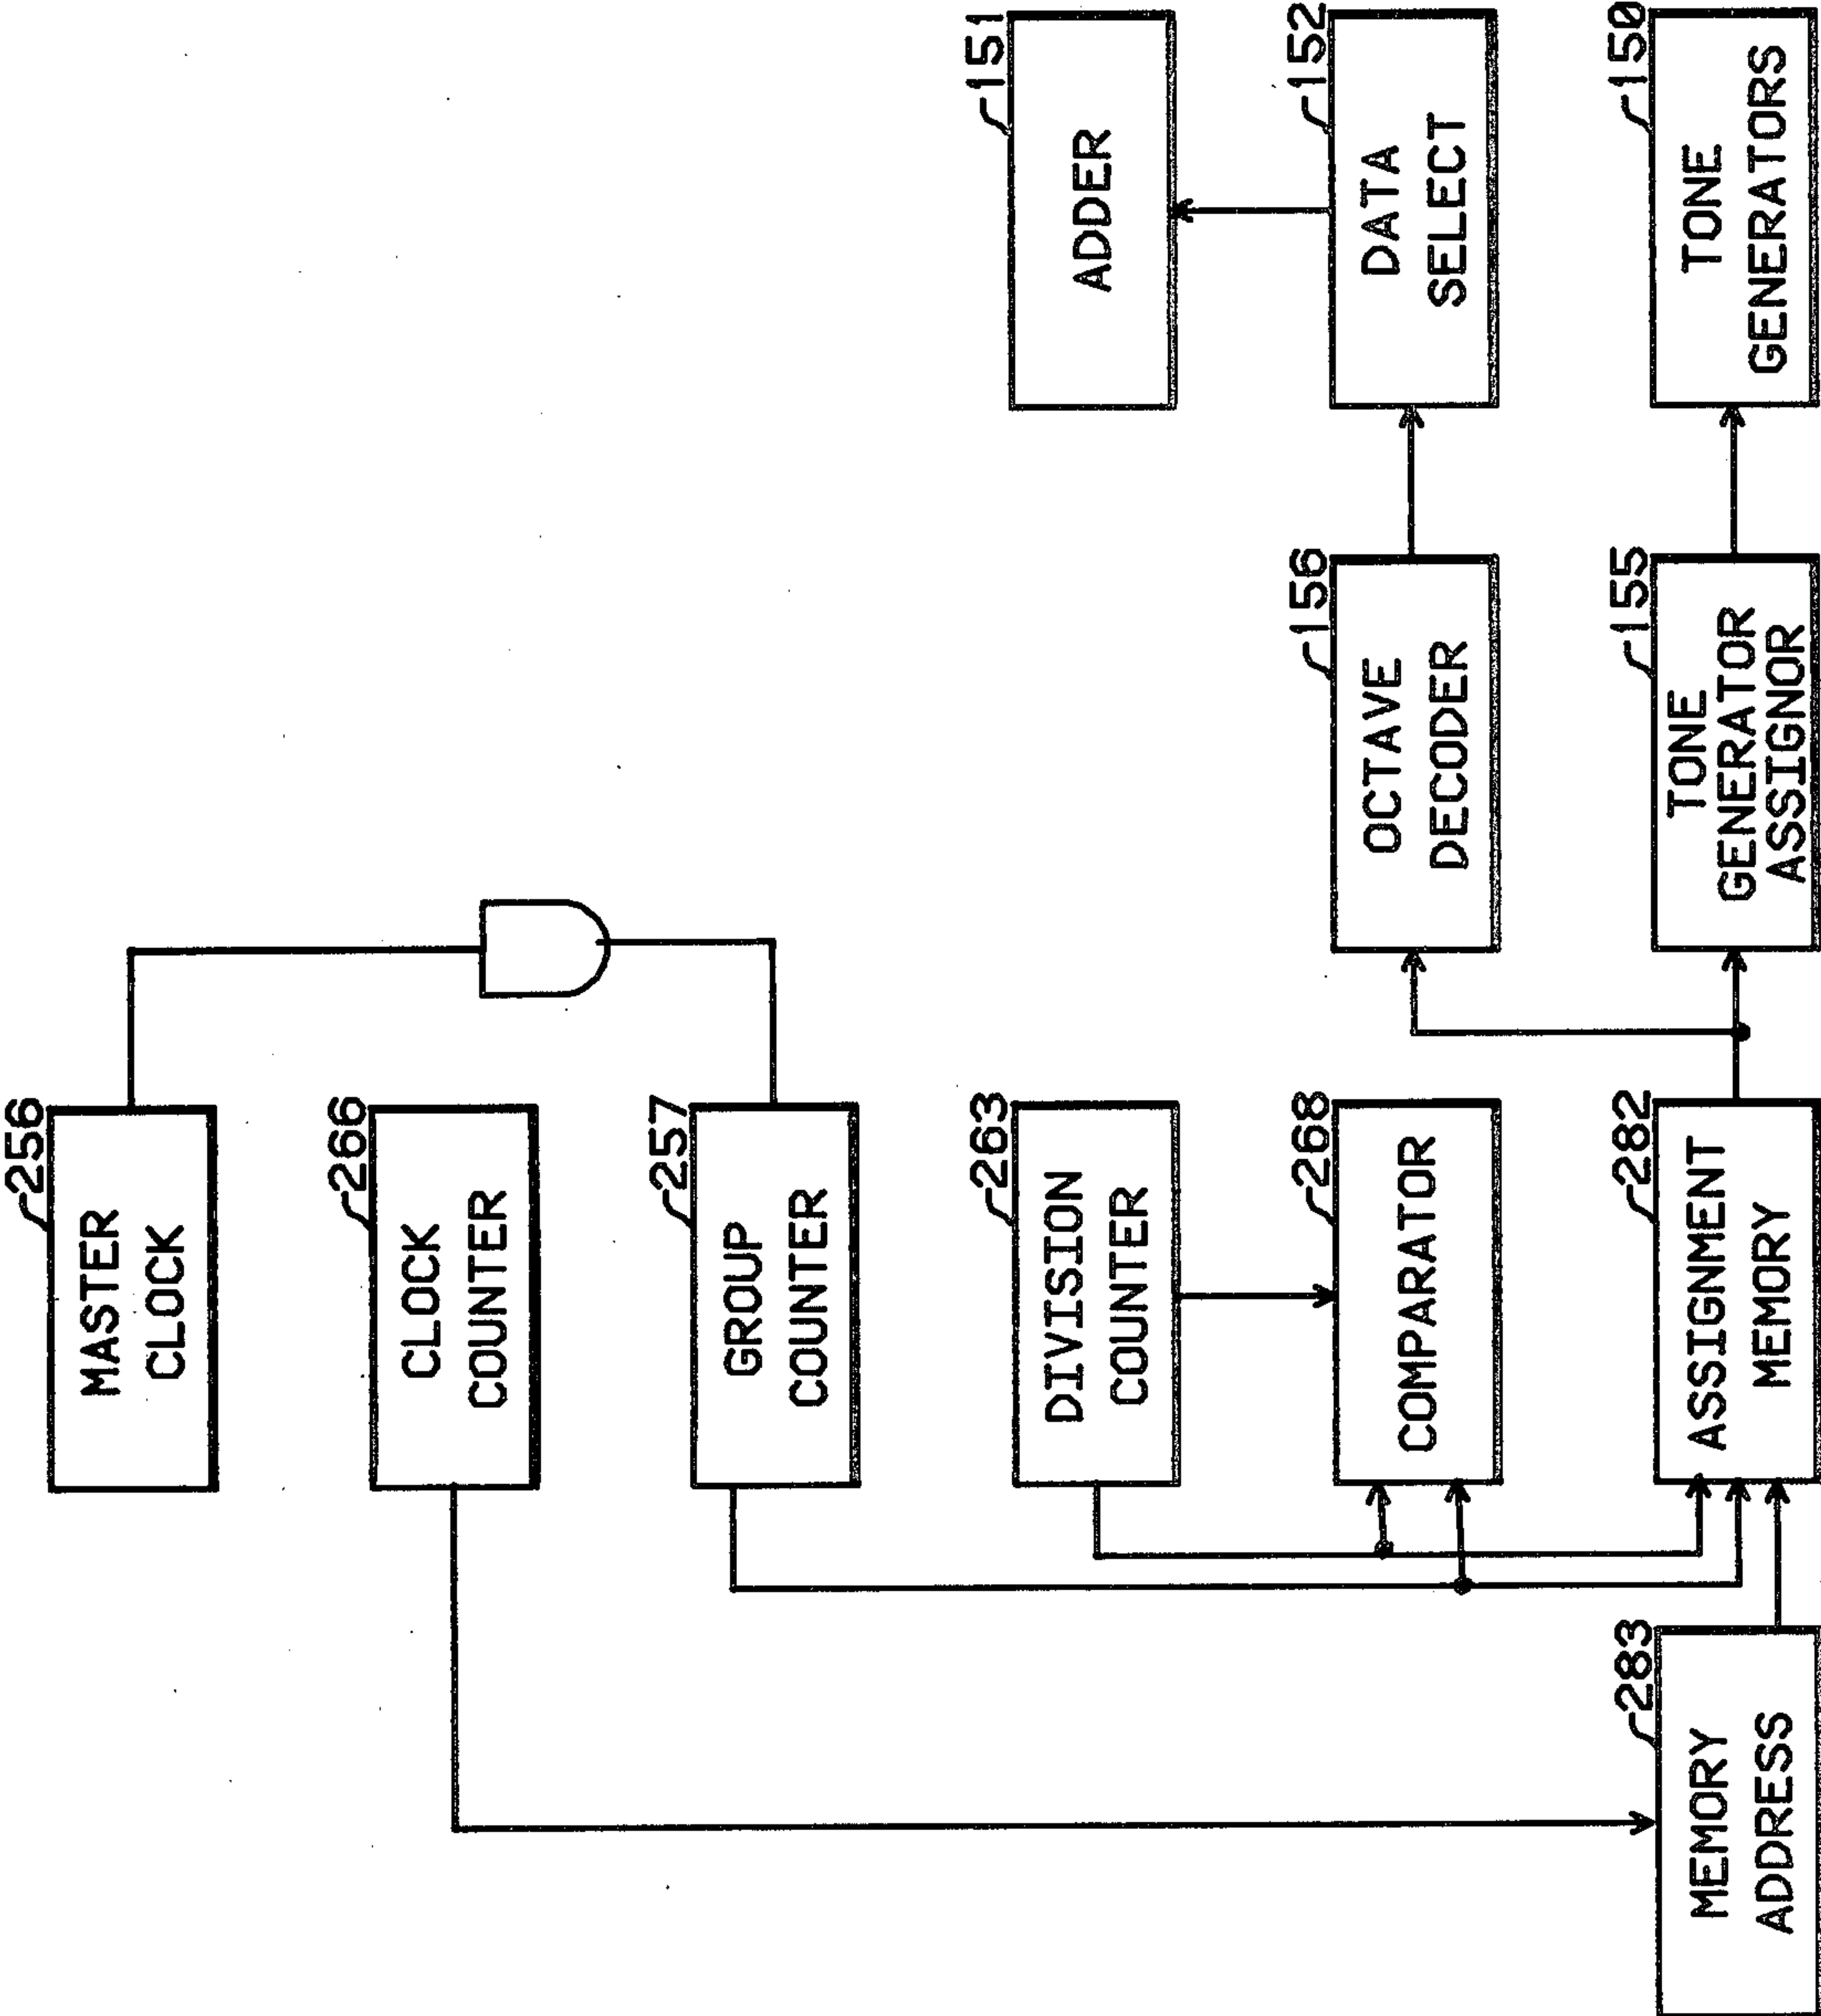 256
MASTER
CLOCK
266
CLOCK
COUNTER
257
GROUP
COUNTER
263
DIVISION
COUNTER
268
COMPARATOR
282
ASSIGNMENT
MEMORY
283
MEMORY
ADDRESS
156
OCTAVE
DECODER
155
TONE
GENERATOR
ASSIGNOR
151
ADDER
152
DATA
SELECT
150
TONE
GENERATORS